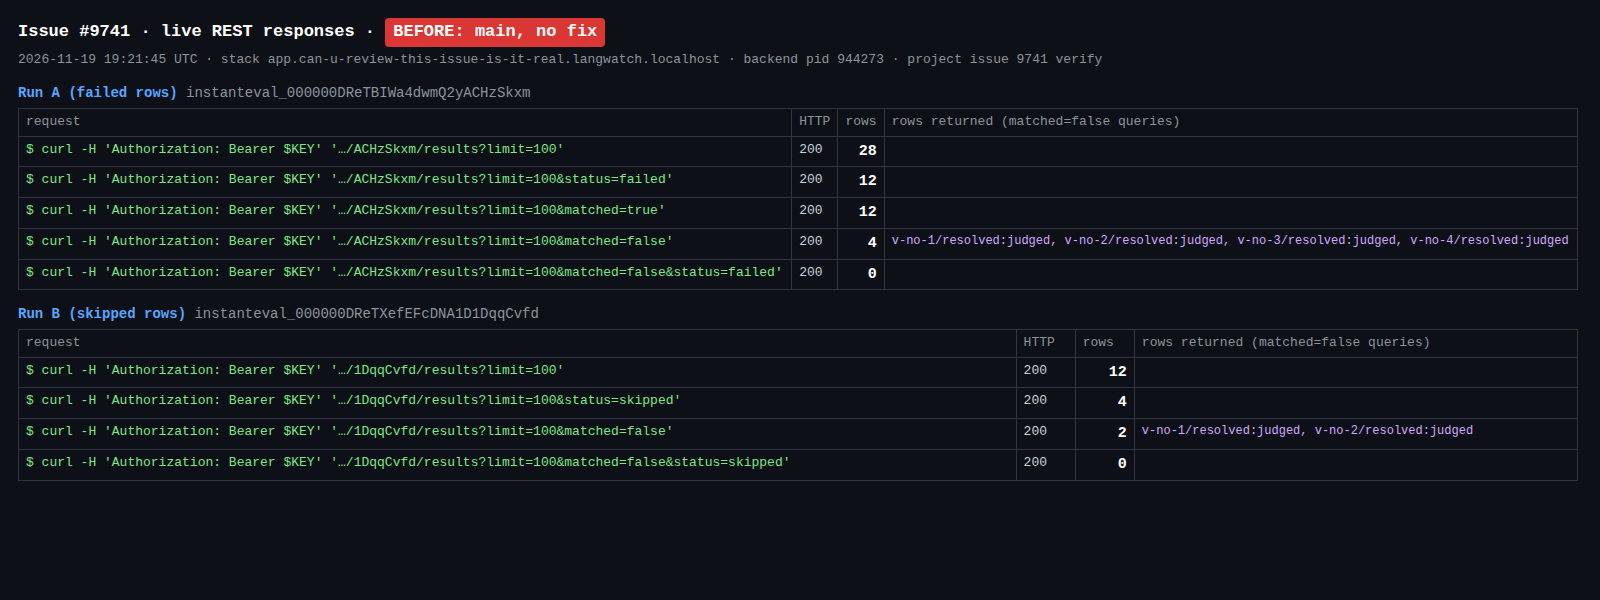 Issue #9741 · live REST responses · BEFORE: main, no fix
2026-11-19 19:21:45 UTC · stack app.can-u-review-this-issue-is-it-real.langwatch.localhost · backend pid 944273 · project issue 9741 verify
Run A (failed rows) instanteval_000000DReTBIWa4dwmQ2yACHzSkxm
request HTTP rows rows returned (matched=false queries)
$ curl -H 'Authorization: Bearer $KEY' '…/ACHzSkxm/results?limit=100' 200 28
$ curl -H 'Authorization: Bearer $KEY' '…/ACHzSkxm/results?limit=100&status=failed' 200 12
$ curl -H 'Authorization: Bearer $KEY' '…/ACHzSkxm/results?limit=100&matched=true' 200 12
$ curl -H 'Authorization: Bearer $KEY' '…/ACHzSkxm/results?limit=100&matched=false' 200 4 v-no-1/resolved:judged, v-no-2/resolved:judged, v-no-3/resolved:judged, v-no-4/resolved:judged
$ curl -H 'Authorization: Bearer $KEY' '…/ACHzSkxm/results?limit=100&matched=false&status=failed' 200 0
Run B (skipped rows) instanteval_000000DReTXefEFcDNA1D1DqqCvfd
request HTTP rows rows returned (matched=false queries)
$ curl -H 'Authorization: Bearer $KEY' '…/1DqqCvfd/results?limit=100' 200 12
$ curl -H 'Authorization: Bearer $KEY' '…/1DqqCvfd/results?limit=100&status=skipped' 200 4
$ curl -H 'Authorization: Bearer $KEY' '…/1DqqCvfd/results?limit=100&matched=false' 200 2 v-no-1/resolved:judged, v-no-2/resolved:judged
$ curl -H 'Authorization: Bearer $KEY' '…/1DqqCvfd/results?limit=100&matched=false&status=skipped' 200 0